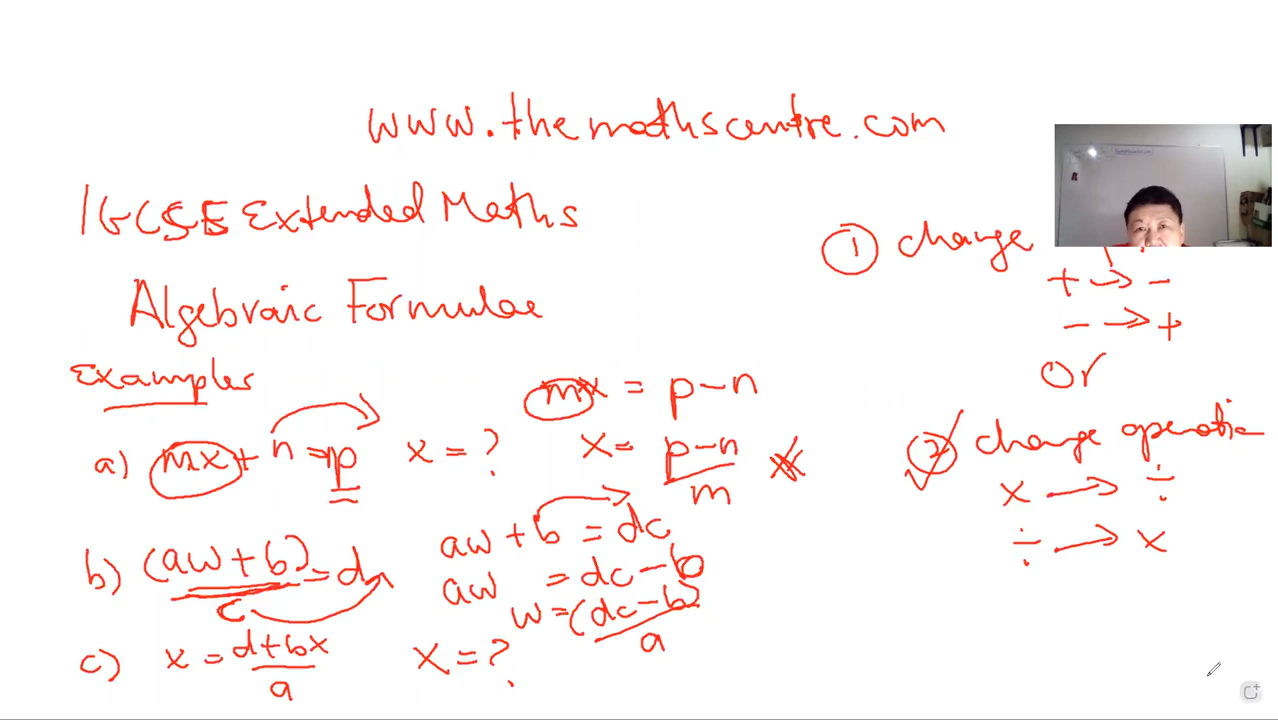 www.themathscentre.com
IGCSE Extended Maths
Algebraic Formulae
Examples
a) mx + n = p x = ?
mx = p - n
x = p - n / m
b) (aw + b) / c = d
aw + b = dc
aw = dc - b
w = (dc - b) / a
c) x = d + bx / a x = ?
① change
+ → -
- → +
Or
② change operation
x → ÷
÷ → x